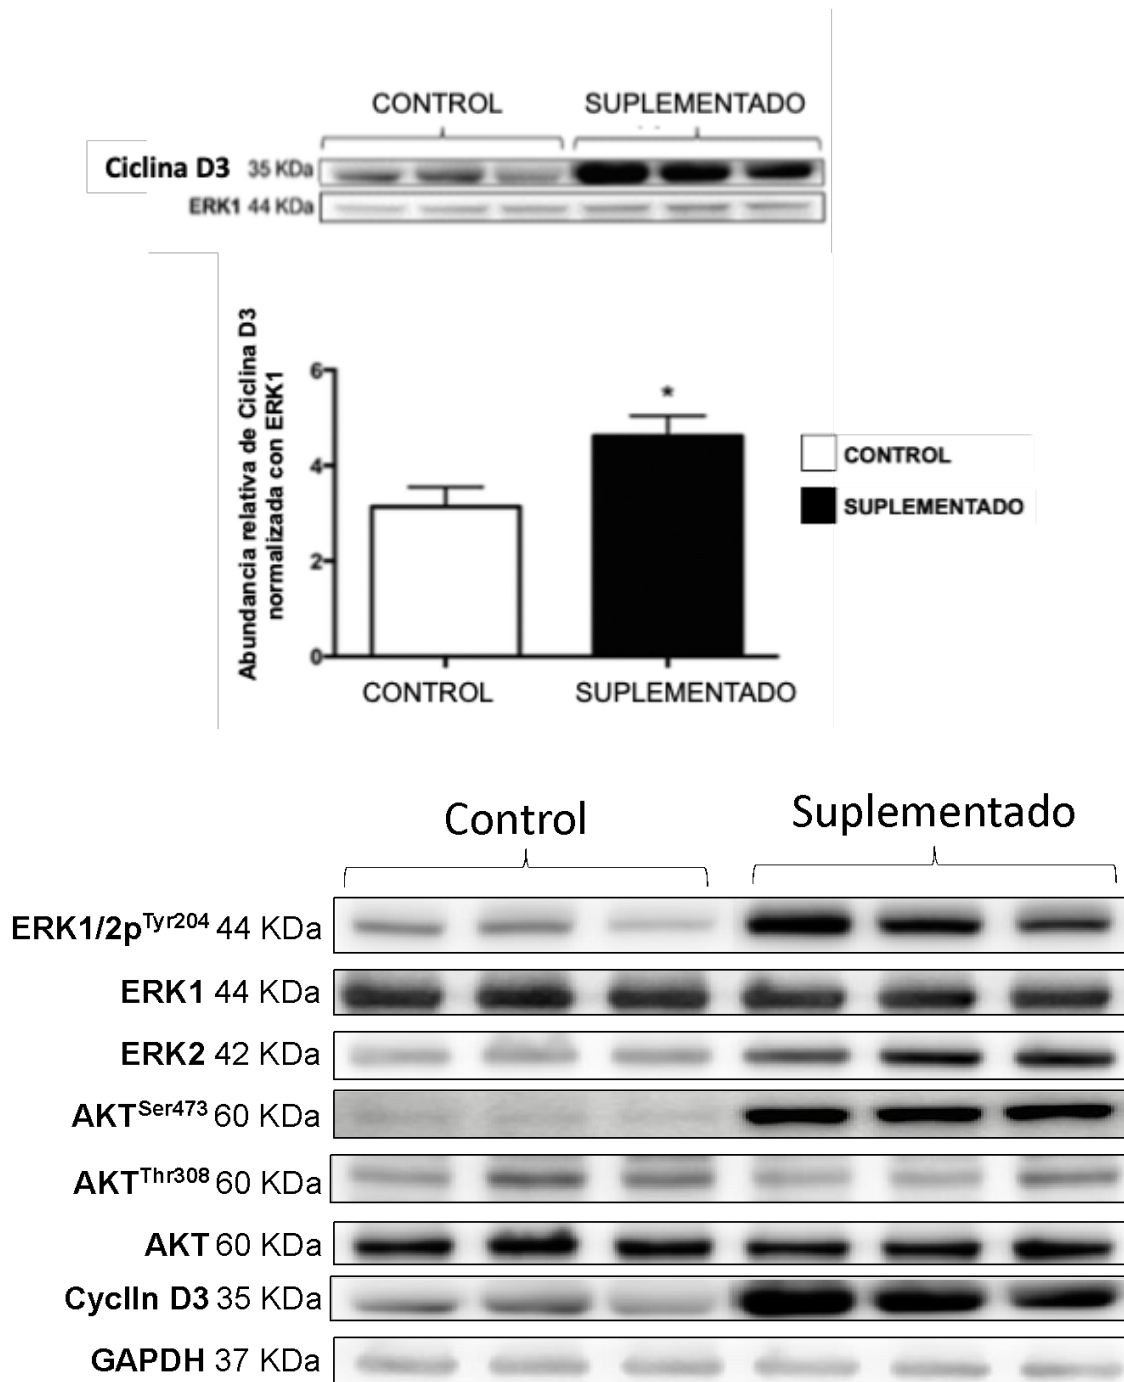 CONTROL SUPLEMENTADO
Ciclina D3 35 KDa
ERK1 44 KDa
Abundancia relativa de Ciclina D3
normalizada con ERK1
6
*
4
2
0
CONTROL SUPLEMENTADO
CONTROL
SUPLEMENTADO
Control Suplementado
ERK1/2pTyr204 44 KDa
ERK1 44 KDa
ERK2 42 KDa
AKTSer473 60 KDa
AKTThr308 60 KDa
AKT 60 KDa
CyclIn D3 35 KDa
GAPDH 37 KDa